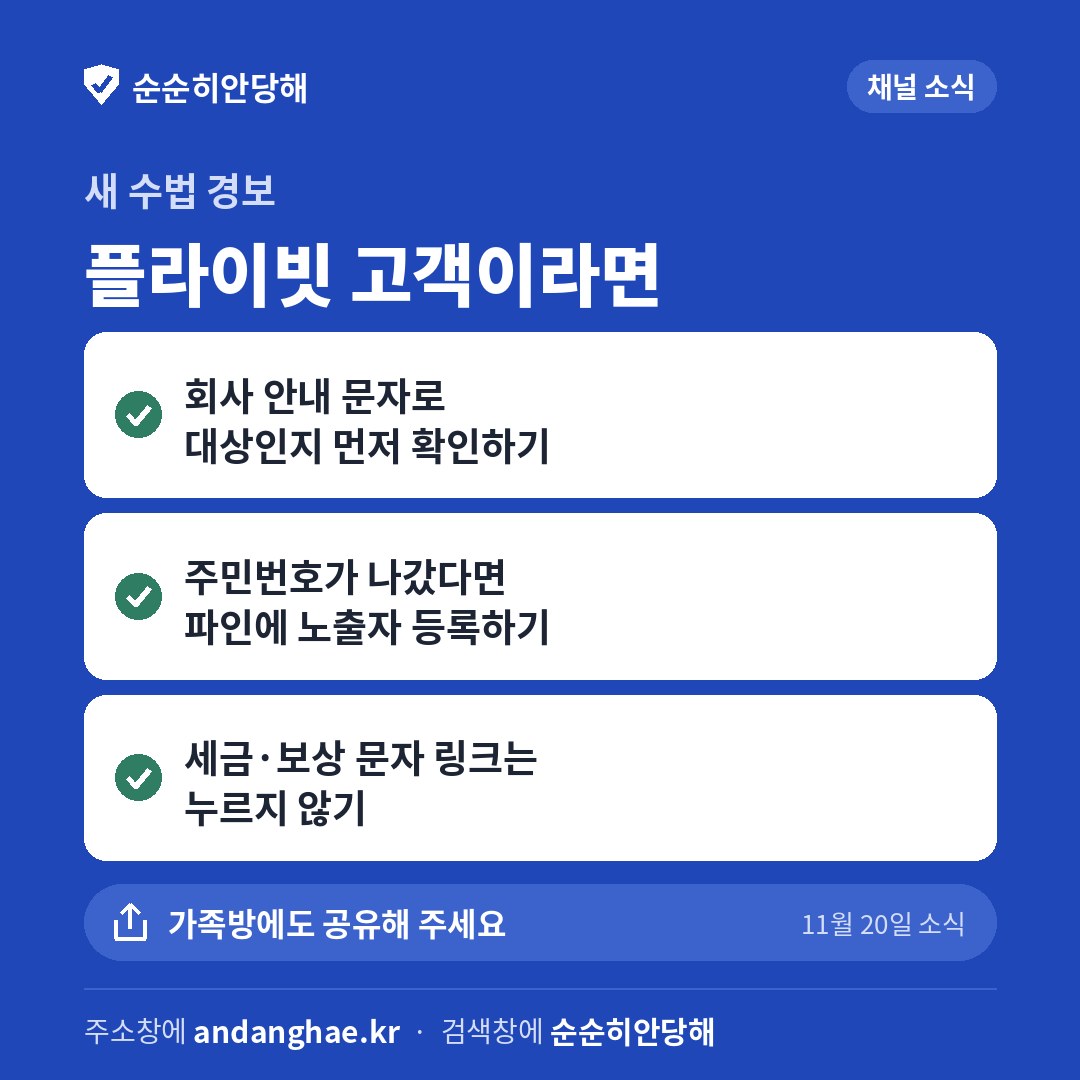 순순히안당해
채널 소식
새 수법 경보
플라이빗 고객이라면
회사 안내 문자로
대상인지 먼저 확인하기
주민번호가 나갔다면
파인에 노출자 등록하기
세금·보상 문자 링크는
누르지 않기
가족방에도 공유해 주세요
11월 20일 소식
주소창에 andanghae.kr · 검색창에 순순히안당해